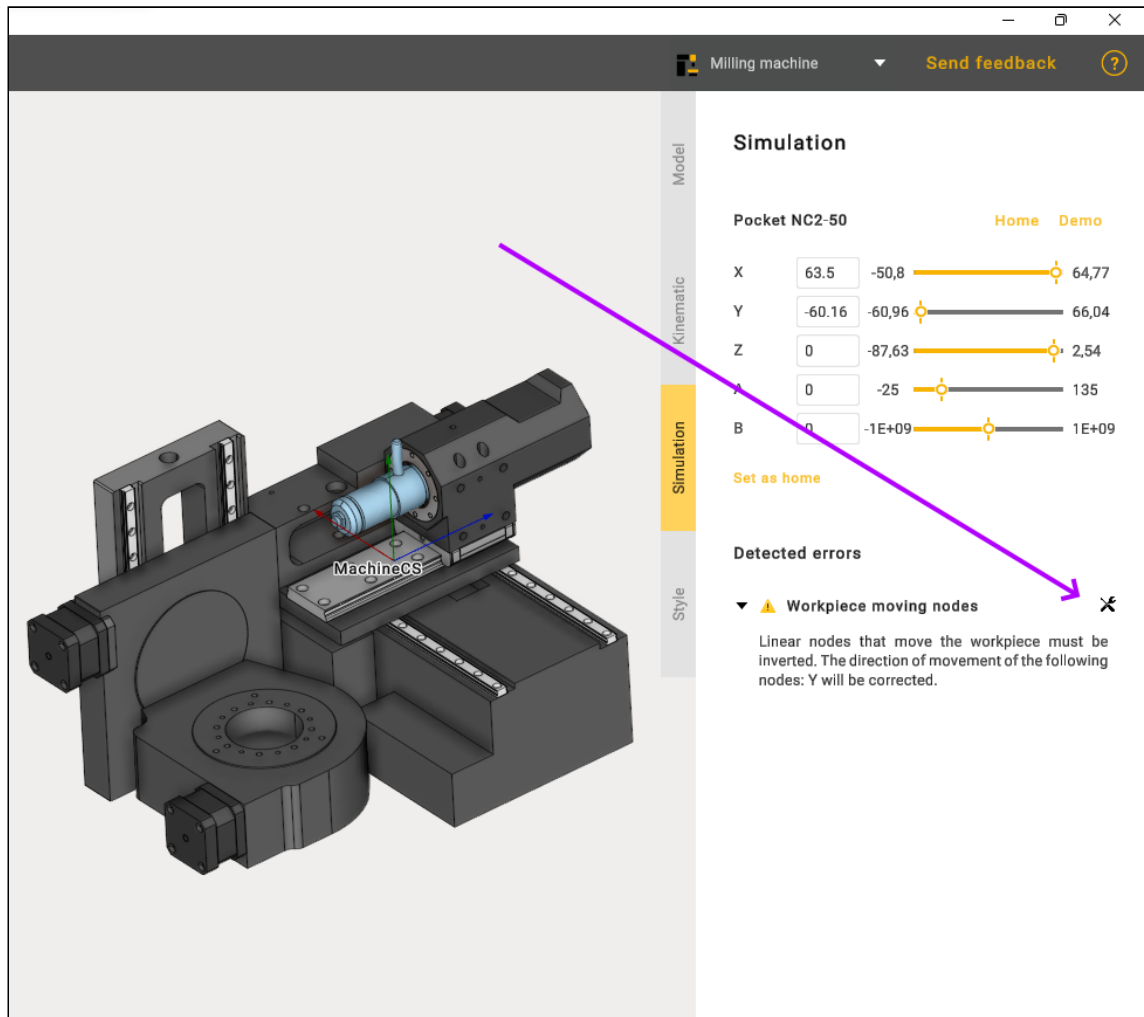 Milling machine
Send feedback
?
Model
Kinematic
Simulation
Style
MachineCS
Simulation
Pocket NC2-50 Home Demo
X 63.5 -50,8 64,77
Y -60.16 -60,96 66,04
Z 0 -87,63 2,54
A 0 -25 135
B 0 -1E+09 1E+09
Set as home
Detected errors
Workpiece moving nodes
Linear nodes that move the workpiece must be
inverted. The direction of movement of the following
nodes: Y will be corrected.